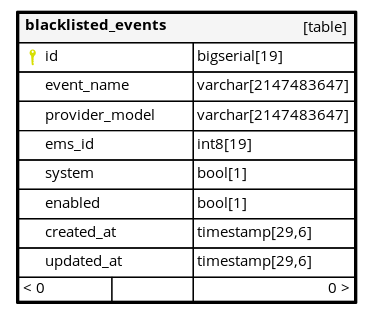 blacklisted_events [table]
id bigserial[19]
event_name varchar[2147483647]
provider_model varchar[2147483647]
ems_id int8[19]
system bool[1]
enabled bool[1]
created_at timestamp[29,6]
updated_at timestamp[29,6]
< 0 0 >